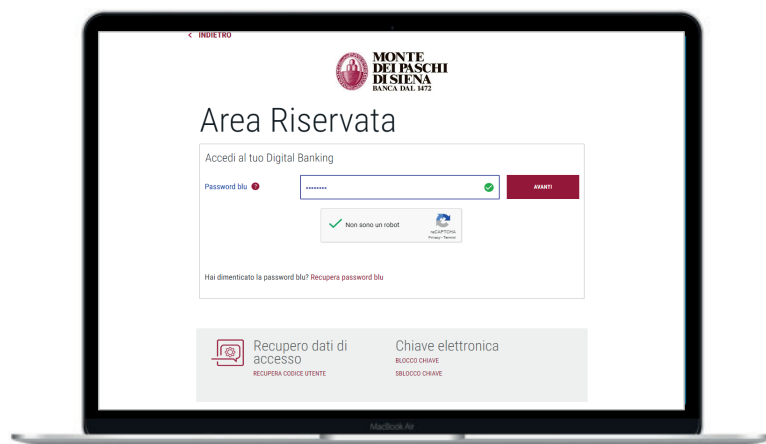 < INDIETRO
MONTE
DEI PASCHI
DI SIENA
BANCA DAL 1472
Area Riservata
Accedi al tuo Digital Banking
Password blu ?
••••••••
AVANTI
Non sono un robot
reCAPTCHA
Privacy - Termini
Hai dimenticato la password blu? Recupera password blu
Recupero dati di
accesso
RECUPERA CODICE UTENTE
Chiave elettronica
BLOCCO CHIAVE
SBLOCCO CHIAVE
MacBook Air